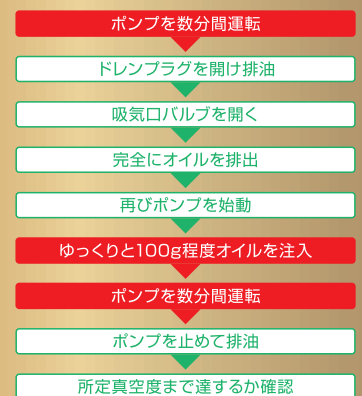 ポンプを数分間運転
ドレンプラグを開け排油
吸気口バルブを開く
完全にオイルを排出
再びポンプを始動
ゆっくりと100g程度オイルを注入
ポンプを数分間運転
ポンプを止めて排油
所定真空度まで達するか確認